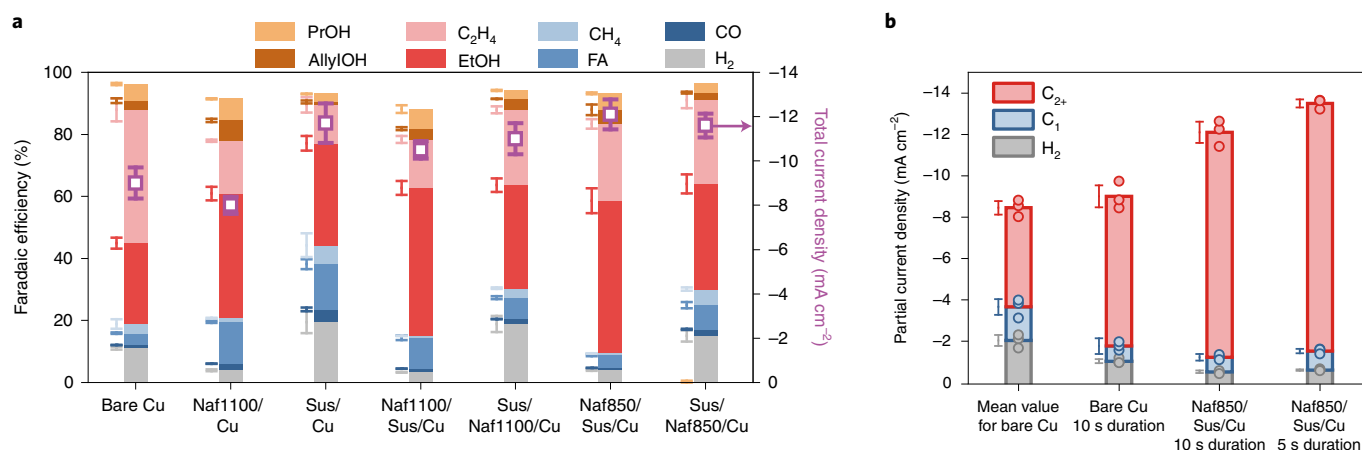 a
PrOH
C₂H₄
CH₄
CO
AllylOH
EtOH
FA
H₂
Faradaic efficiency (%)
100
80
60
40
20
0
Total current density (mA cm⁻²)
−14
−12
−10
−8
−6
−4
−2
0
Bare Cu
Naf1100/
Cu
Sus/
Cu
Naf1100/
Sus/Cu
Sus/
Naf1100/Cu
Naf850/
Sus/Cu
Sus/
Naf850/Cu
b
C₂₊
C₁
H₂
Partial current density (mA cm⁻²)
−14
−12
−10
−8
−6
−4
−2
0
Mean value
for bare Cu
Bare Cu
10 s duration
Naf850/
Sus/Cu
10 s duration
Naf850/
Sus/Cu
5 s duration